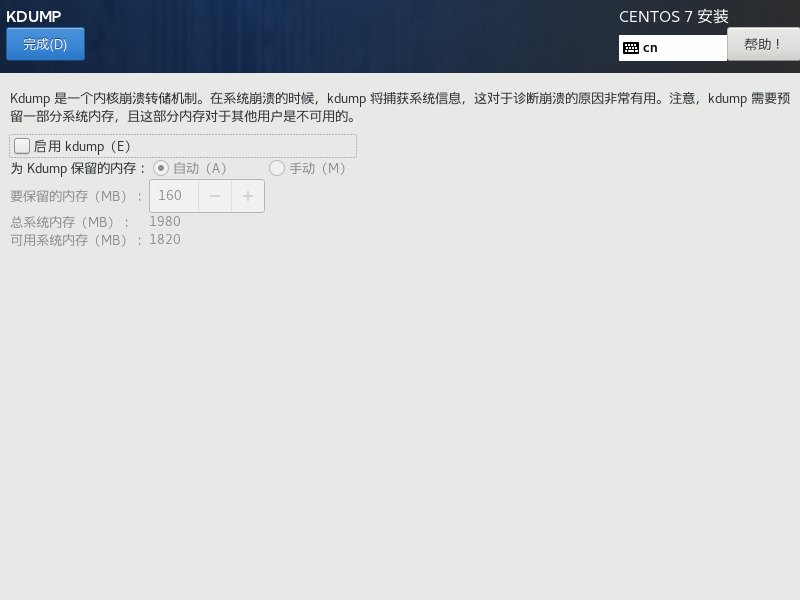 KDUMP
CENTOS 7 安装
完成(D)
cn
帮助！
Kdump 是一个内核崩溃转储机制。在系统崩溃的时候，kdump 将捕获系统信息，这对于诊断崩溃的原因非常有用。注意，kdump 需要预
留一部分系统内存，且这部分内存对于其他用户是不可用的。
启用 kdump（E）
为 Kdump 保留的内存： 自动（A） 手动（M）
要保留的内存（MB）： 160 − +
总系统内存（MB）： 1980
可用系统内存（MB）： 1820